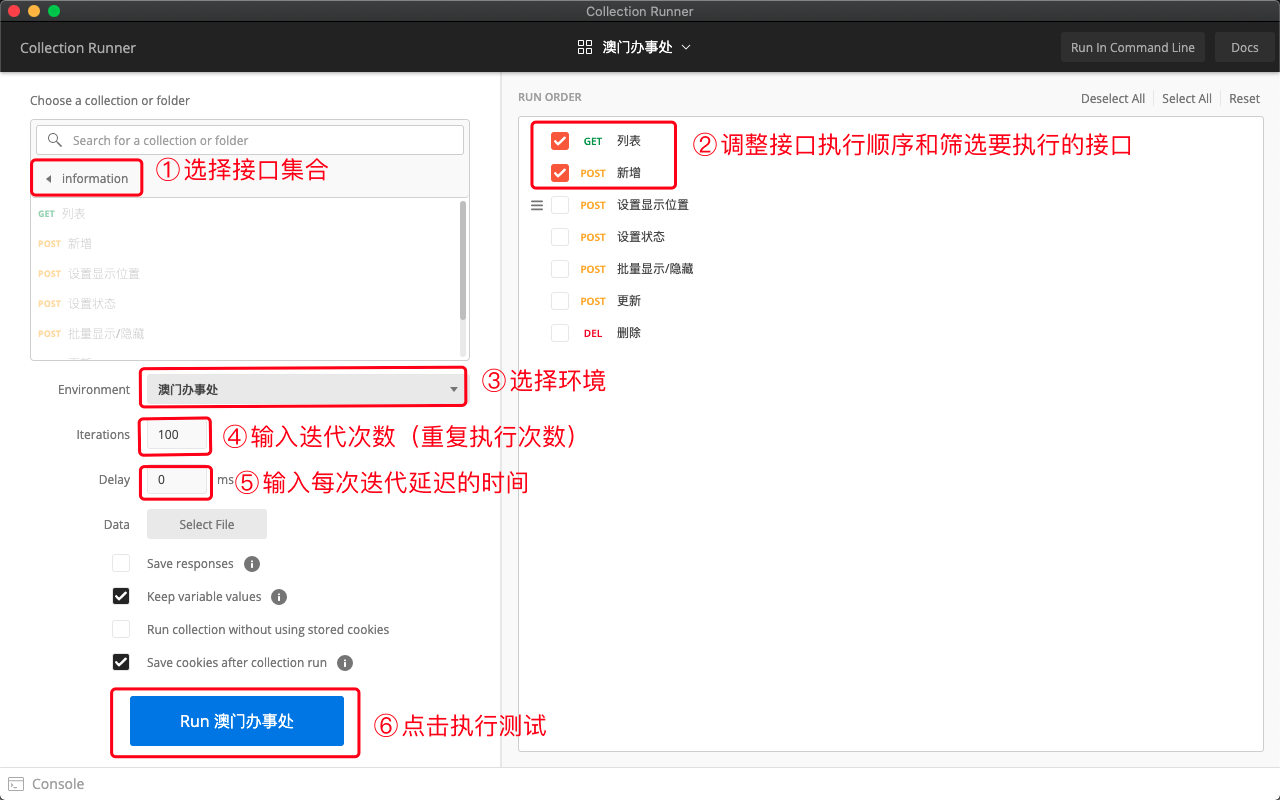 Collection Runner
Collection Runner
澳门办事处
Run In Command Line
Docs
Choose a collection or folder
Search for a collection or folder
information
①选择接口集合
GET 列表
POST 新增
POST 设置显示位置
POST 设置状态
POST 批量显示/隐藏
Environment
澳门办事处
③选择环境
Iterations
100
④输入迭代次数（重复执行次数）
Delay
0
ms
⑤输入每次迭代延迟的时间
Data
Select File
Save responses
Keep variable values
Run collection without using stored cookies
Save cookies after collection run
Run 澳门办事处
⑥点击执行测试
RUN ORDER
Deselect All
Select All
Reset
GET 列表
②调整接口执行顺序和筛选要执行的接口
POST 新增
POST 设置显示位置
POST 设置状态
POST 批量显示/隐藏
POST 更新
DEL 删除
Console